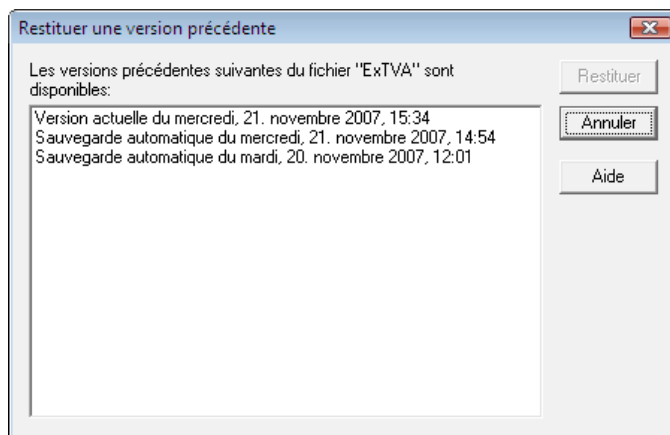 Restituer une version précédente
Les versions précédentes suivantes du fichier "ExTVA" sont
disponibles:
Restituer
Version actuelle du mercredi, 21. novembre 2007, 15:34
Sauvegarde automatique du mercredi, 21. novembre 2007, 14:54
Sauvegarde automatique du mardi, 20. novembre 2007, 12:01
Annuler
Aide